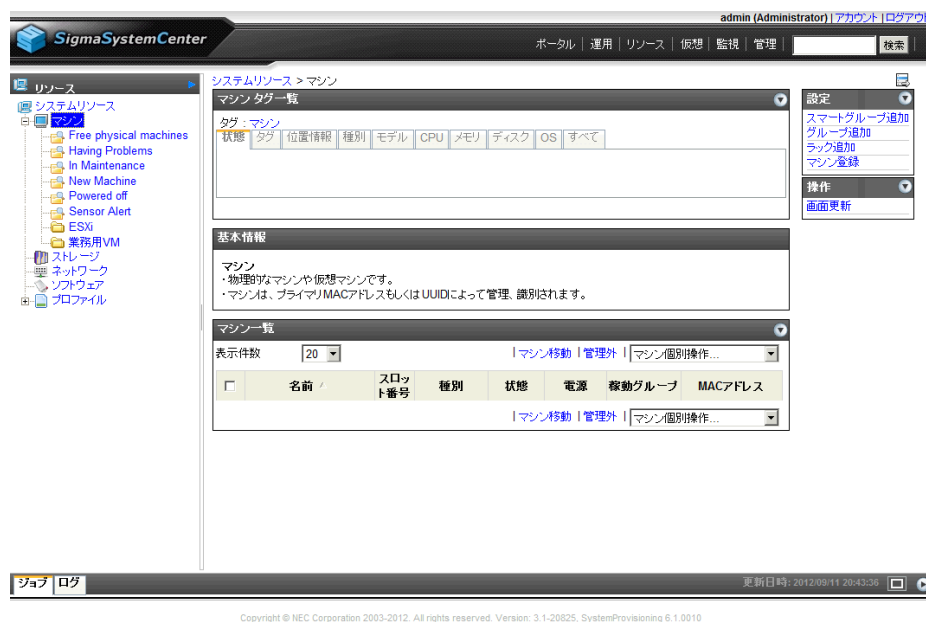 admin (Administrator) | アカウント | ログアウ
SigmaSystemCenter
ポータル | 運用 | リソース | 仮想 | 監視 | 管理 | 検索
リソース
システムリソース
マシン
Free physical machines
Having Problems
In Maintenance
New Machine
Powered off
Sensor Alert
ESXi
業務用VM
ストレージ
ネットワーク
ソフトウェア
プロファイル
システムリソース > マシン
マシン タグ一覧
タグ : マシン
状態 タグ 位置情報 種別 モデル CPU メモリ ディスク OS すべて
基本情報
マシン
・物理的なマシンや仮想マシンです。
・マシンは、プライマリMACアドレスもしくはUUIDによって管理、識別されます。
マシン一覧
表示件数 20 | マシン移動 | 管理外 | マシン個別操作...
名前 スロット番号 種別 状態 電源 稼動グループ MACアドレス
| マシン移動 | 管理外 | マシン個別操作...
設定
スマートグループ追加
グループ追加
ラック追加
マシン登録
操作
画面更新
ジョブ ログ
更新日時: 2012/09/11 20:43:36
Copyright © NEC Corporation 2003-2012. All rights reserved. Version: 3.1-20825, SystemProvisioning 6.1.0010